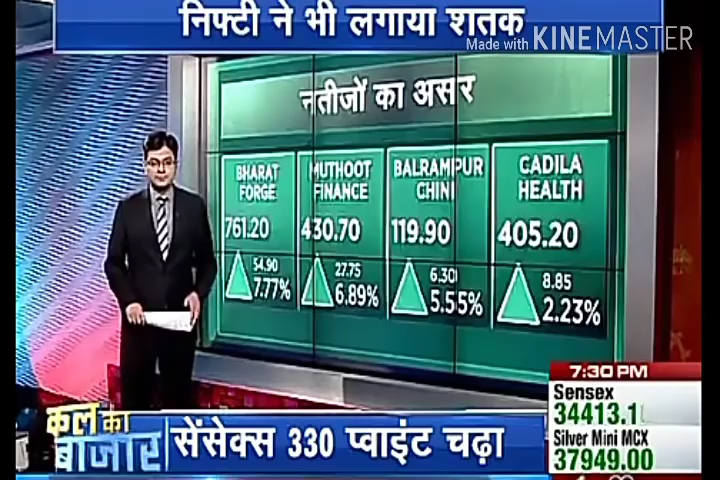 निफ्टी ने भी लगाया शतक
Made with KINEMASTER
नतीजों का असर
BHARAT FORGE
761.20
54.90
7.77%
MUTHOOT FINANCE
430.70
27.75
6.89%
BALRAMPUR CHINI
119.90
6.30
5.55%
CADILA HEALTH
405.20
8.85
2.23%
7:30 PM
Sensex
34413.1
Silver Mini MCX
37949.00
कल का
बाजार
सेंसेक्स 330 प्वाइंट चढ़ा